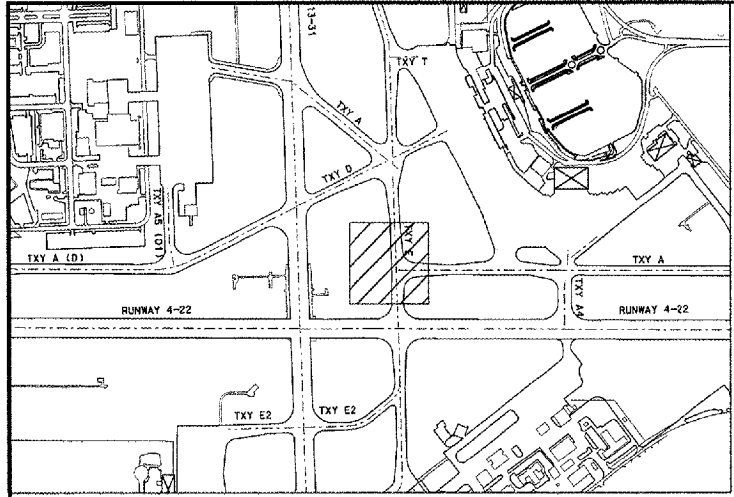 13-31
TXY T
TXY A
TXY D
TXY A5 (D1)
TXY E
TXY A (D)
TXY A
TXY A4
RUNWAY 4-22
RUNWAY 4-22
TXY E2
TXY E2